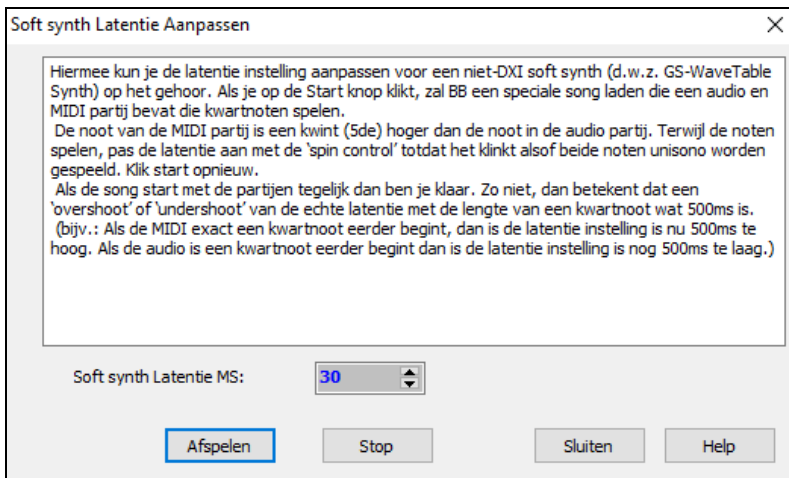 Soft synth Latentie Aanpassen
Hiermee kun je de latentie instelling aanpassen voor een niet-DXI soft synth (d.w.z. GS-WaveTable
Synth) op het gehoor. Als je op de Start knop klikt, zal BB een speciale song laden die een audio en
MIDI partij bevat die kwartnoten spelen.
De noot van de MIDI partij is een kwint (5de) hoger dan de noot in de audio partij. Terwijl de noten
spelen, pas de latentie aan met de ‘spin control’ totdat het klinkt alsof beide noten unisono worden
gespeeld. Klik start opnieuw.
Als de song start met de partijen tegelijk dan ben je klaar. Zo niet, dan betekent dat een
‘overshoot’ of ‘undershoot’ van de echte latentie met de lengte van een kwartnoot wat 500ms is.
(bijv.: Als de MIDI exact een kwartnoot eerder begint, dan is de latentie instelling is nu 500ms te
hoog. Als de audio is een kwartnoot eerder begint dan is de latentie instelling is nog 500ms te laag.)
Soft synth Latentie MS: 30
Afspelen Stop Sluiten Help